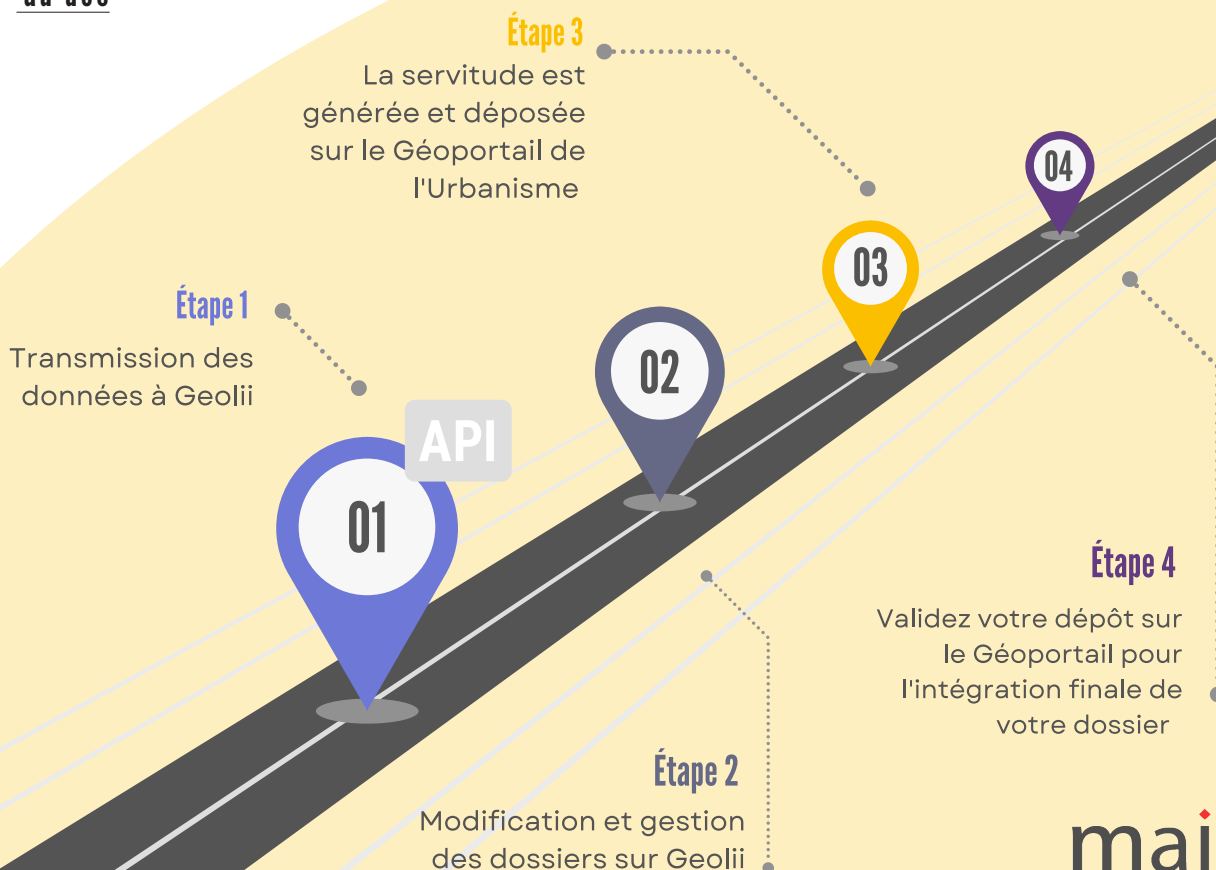 Étape 3
La servitude est
générée et déposée
sur le Géoportail de
l'Urbanisme
04
03
Étape 1
Transmission des
données à Geolii
02
API
01
Étape 4
Validez votre dépôt sur
le Géoportail pour
l'intégration finale de
votre dossier
Étape 2
Modification et gestion
des dossiers sur Geolii
mai